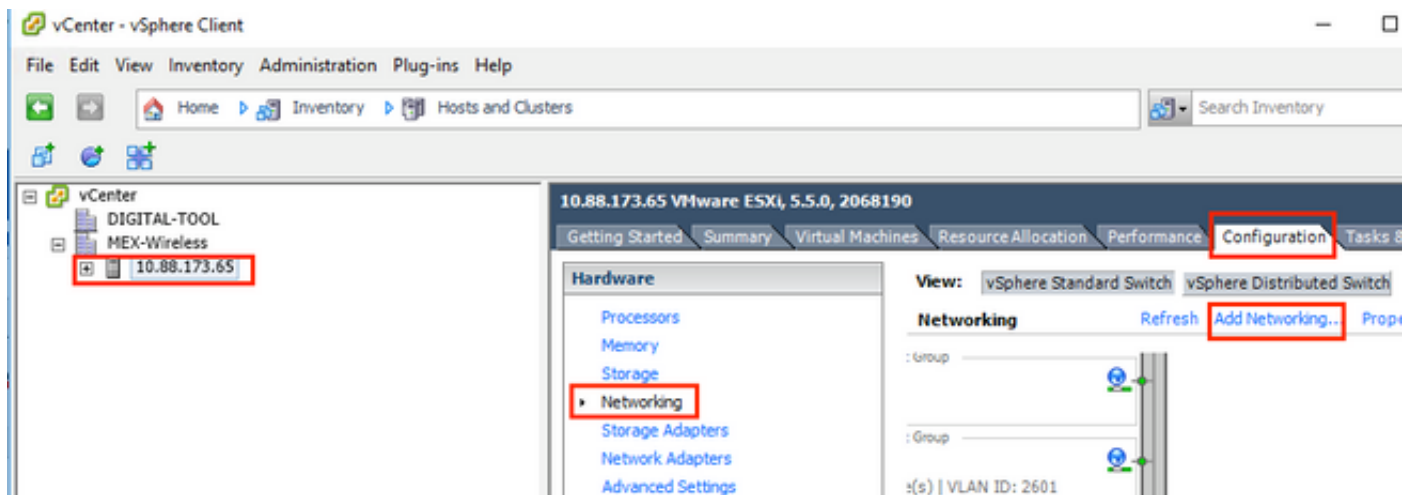 vCenter - vSphere Client
File Edit View Inventory Administration Plug-ins Help
Home Inventory Hosts and Clusters
Search Inventory
vCenter
DIGITAL-TOOL
MEX-Wireless
10.88.173.65
10.88.173.65 VMware ESXi, 5.5.0, 2068190
Getting Started Summary Virtual Machines Resource Allocation Performance Configuration Tasks &
Hardware
Processors
Memory
Storage
Networking
Storage Adapters
Network Adapters
Advanced Settings
View: vSphere Standard Switch vSphere Distributed Switch
Networking Refresh Add Networking... Prope
: Group
: Group
e(s) | VLAN ID: 2601